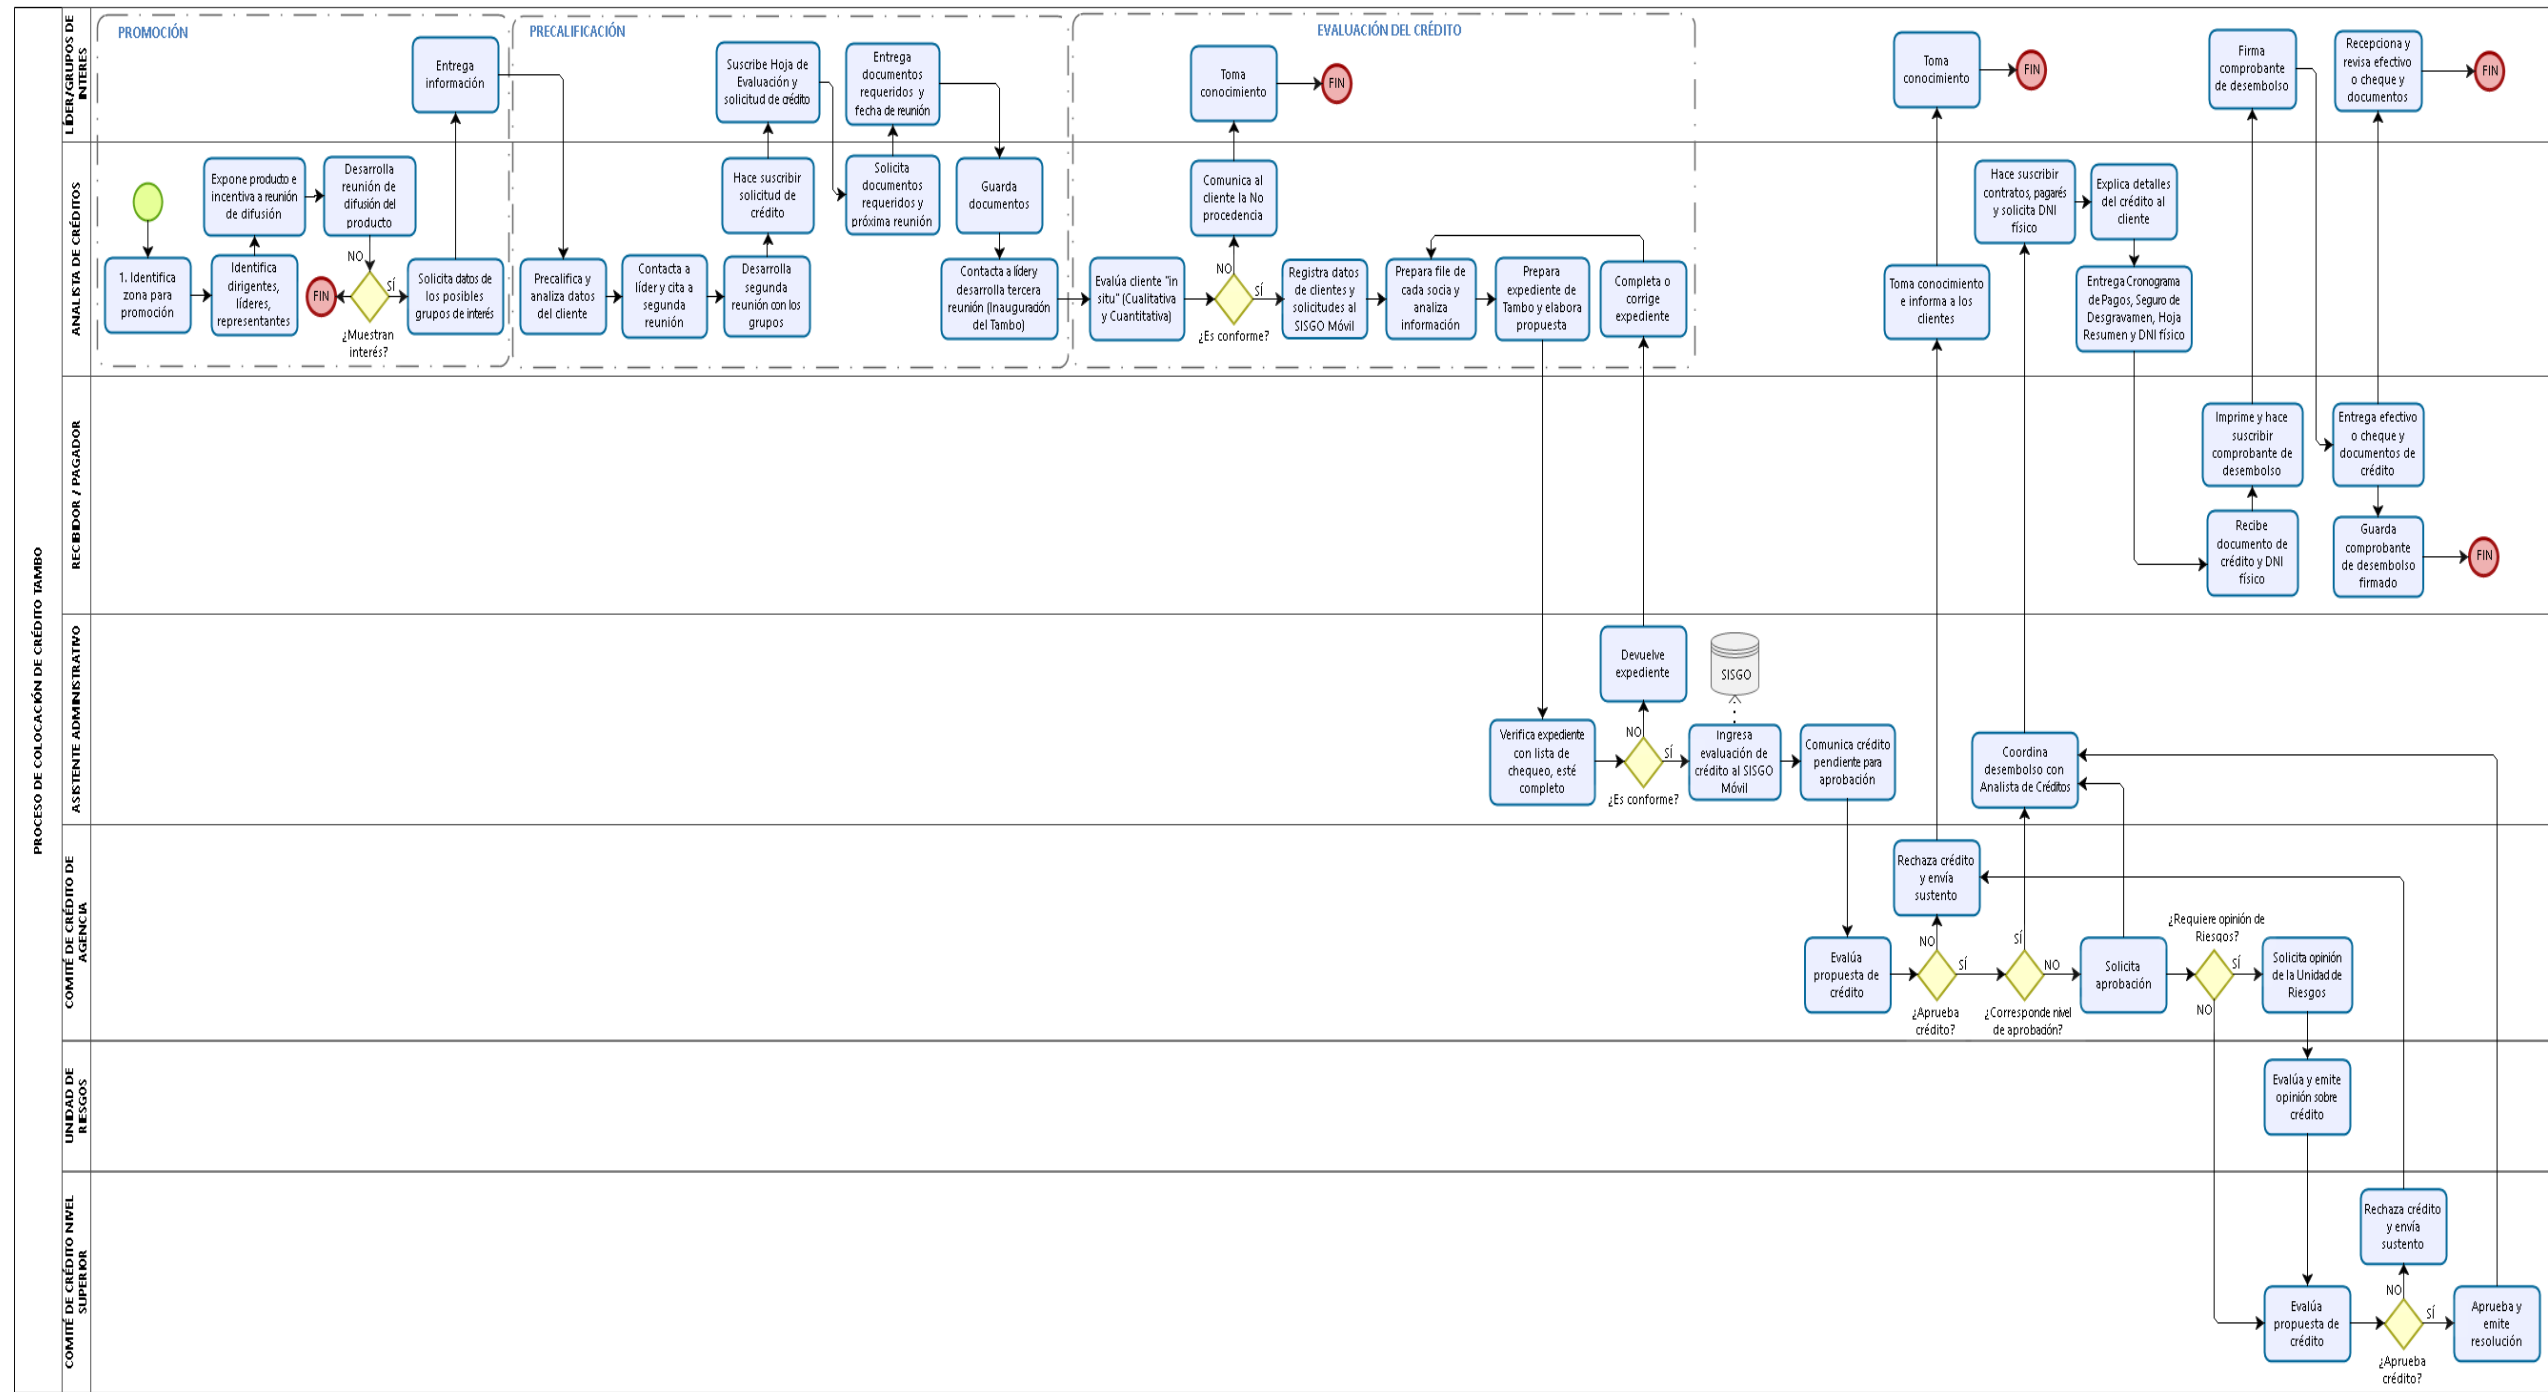 PROCESO DE COLOCACIÓN DE CRÉDITO TAMBO
LÍDER/GRUPOS DE
INTERES
PROMOCIÓN
Entrega
información
PRECALIFICACIÓN
Suscribe Hoja de
Evaluación y
solicitud de crédito
Entrega
documentos
requeridos y
fecha de reunión
EVALUACIÓN DEL CRÉDITO
Toma
conocimiento
FIN
Toma
conocimiento
FIN
Firma
comprobante
de desembolso
Recepciona y
revisa efectivo
o cheque y
documentos
FIN
ANALISTA DE CRÉDITOS
1. Identifica
zona para
promoción
Expone producto e
incentiva a reunión
de difusión
Identifica
dirigentes,
líderes,
representantes
Desarrolla
reunión de
difusión del
producto
NO
FIN
SÍ
¿Muestran
interés?
Solicita datos de
los posibles
grupos de interés
Precalifica y
analiza datos
del cliente
Contacta a
líder y cita a
segunda
reunión
Hace suscribir
solicitud de
crédito
Desarrolla
segunda
reunión con los
grupos
Solicita
documentos
requeridos y
próxima reunión
Guarda
documentos
Contacta a lídery
desarrolla tercera
reunión (Inauguración
del Tambo)
Evalúa cliente "in
situ" (Cualitativa
y Cuantitativa)
Comunica al
cliente la No
procedencia
NO
SÍ
¿Es conforme?
Registra datos
de clientes y
solicitudes al
SISGO Móvil
Prepara file de
cada socia y
analiza
información
Prepara
expediente de
Tambo y elabora
propuesta
Completa o
corrige
expediente
Toma conocimiento
e informa a los
clientes
Hace suscribir
contratos, pagarés
y solicita DNI
físico
Explica detalles
del crédito al
cliente
Entrega Cronograma
de Pagos, Seguro de
Desgravamen, Hoja
Resumen y DNI físico
RECIBIDOR / PAGADOR
Imprime y hace
suscribir
comprobante de
desembolso
Entrega efectivo
o cheque y
documentos de
crédito
Recibe
documento de
crédito y DNI
físico
Guarda
comprobante
de desembolso
firmado
FIN
ASISTENTE ADMINISTRATIVO
Devuelve
expediente
SISGO
Verifica expediente
con lista de
chequeo, esté
completo
NO
SÍ
¿Es conforme?
Ingresa
evaluación de
crédito al SISGO
Móvil
Comunica crédito
pendiente para
aprobación
Coordina
desembolso con
Analista de Créditos
COMITÉ DE CRÉDITO DE
AGENCIA
Rechaza crédito
y envía
sustento
Evalúa
propuesta de
crédito
NO
SÍ
¿Aprueba
crédito?
SÍ
NO
¿Corresponde nivel
de aprobación?
Solicita
aprobación
¿Requiere opinión de
Riesgos?
SÍ
NO
Solicita opinión
de la Unidad de
Riesgos
UNIDAD DE
RIESGOS
Evalúa y emite
opinión sobre
crédito
COMITÉ DE CRÉDITO NIVEL
SUPERIOR
Rechaza crédito
y envía
sustento
Evalúa
propuesta de
crédito
NO
SÍ
¿Aprueba
crédito?
Aprueba y
emite
resolución